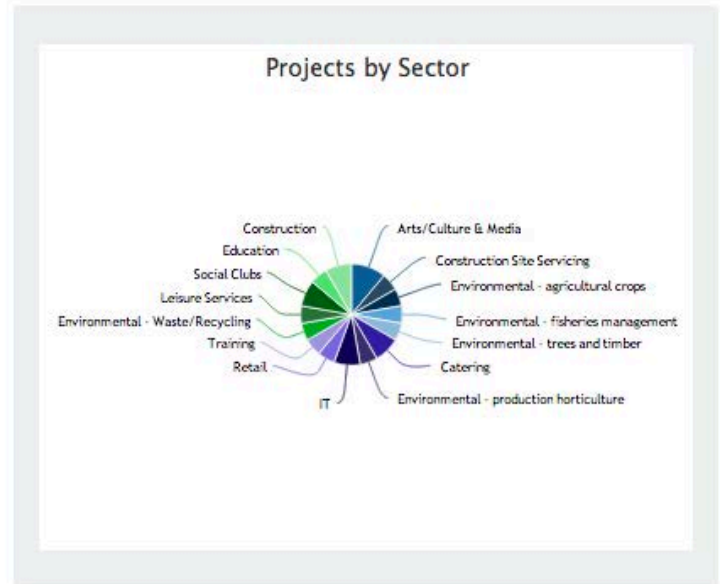 Projects by Sector
Construction
Arts/Culture & Media
Education
Construction Site Servicing
Social Clubs
Environmental - agricultural crops
Leisure Services
Environmental - Waste/Recycling
Environmental - fisheries management
Training
Environmental - trees and timber
Retail
Catering
IT
Environmental - production horticulture